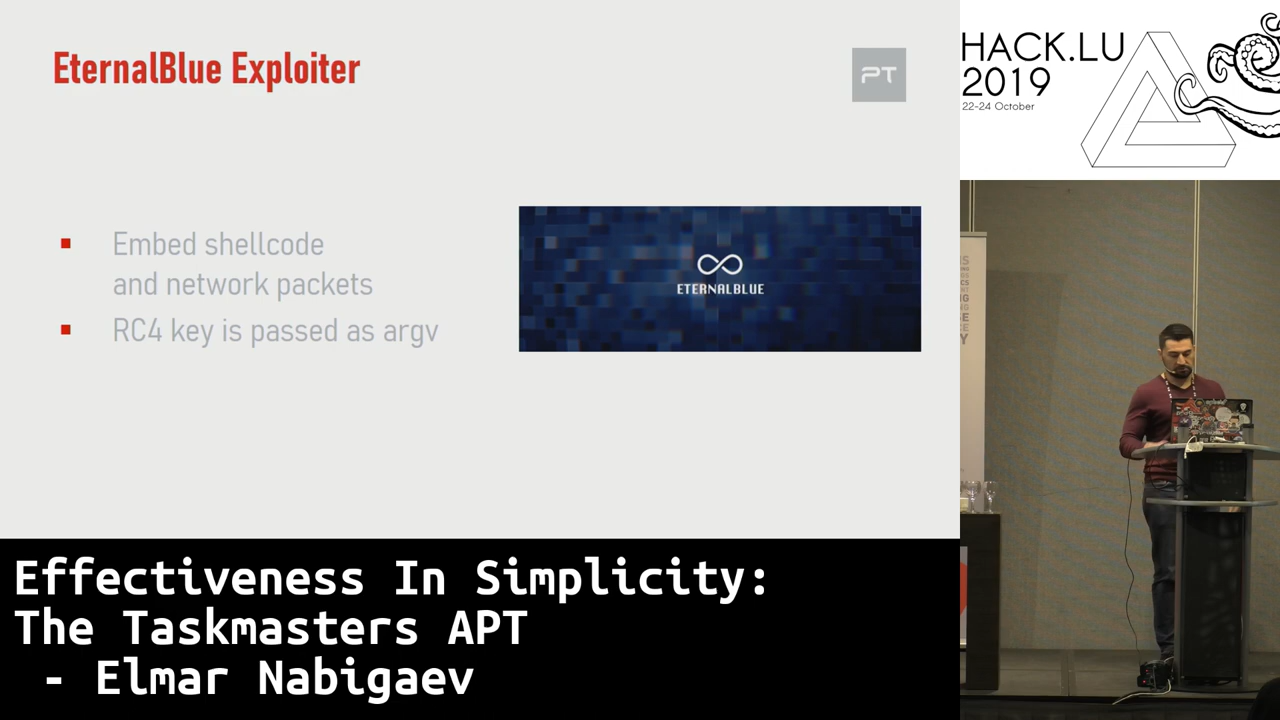 EternalBlue Exploiter
PT
Embed shellcode
and network packets
RC4 key is passed as argv
ETERNALBLUE
HACK.LU
2019
22-24 October
Effectiveness In Simplicity:
The Taskmasters APT
- Elmar Nabigaev